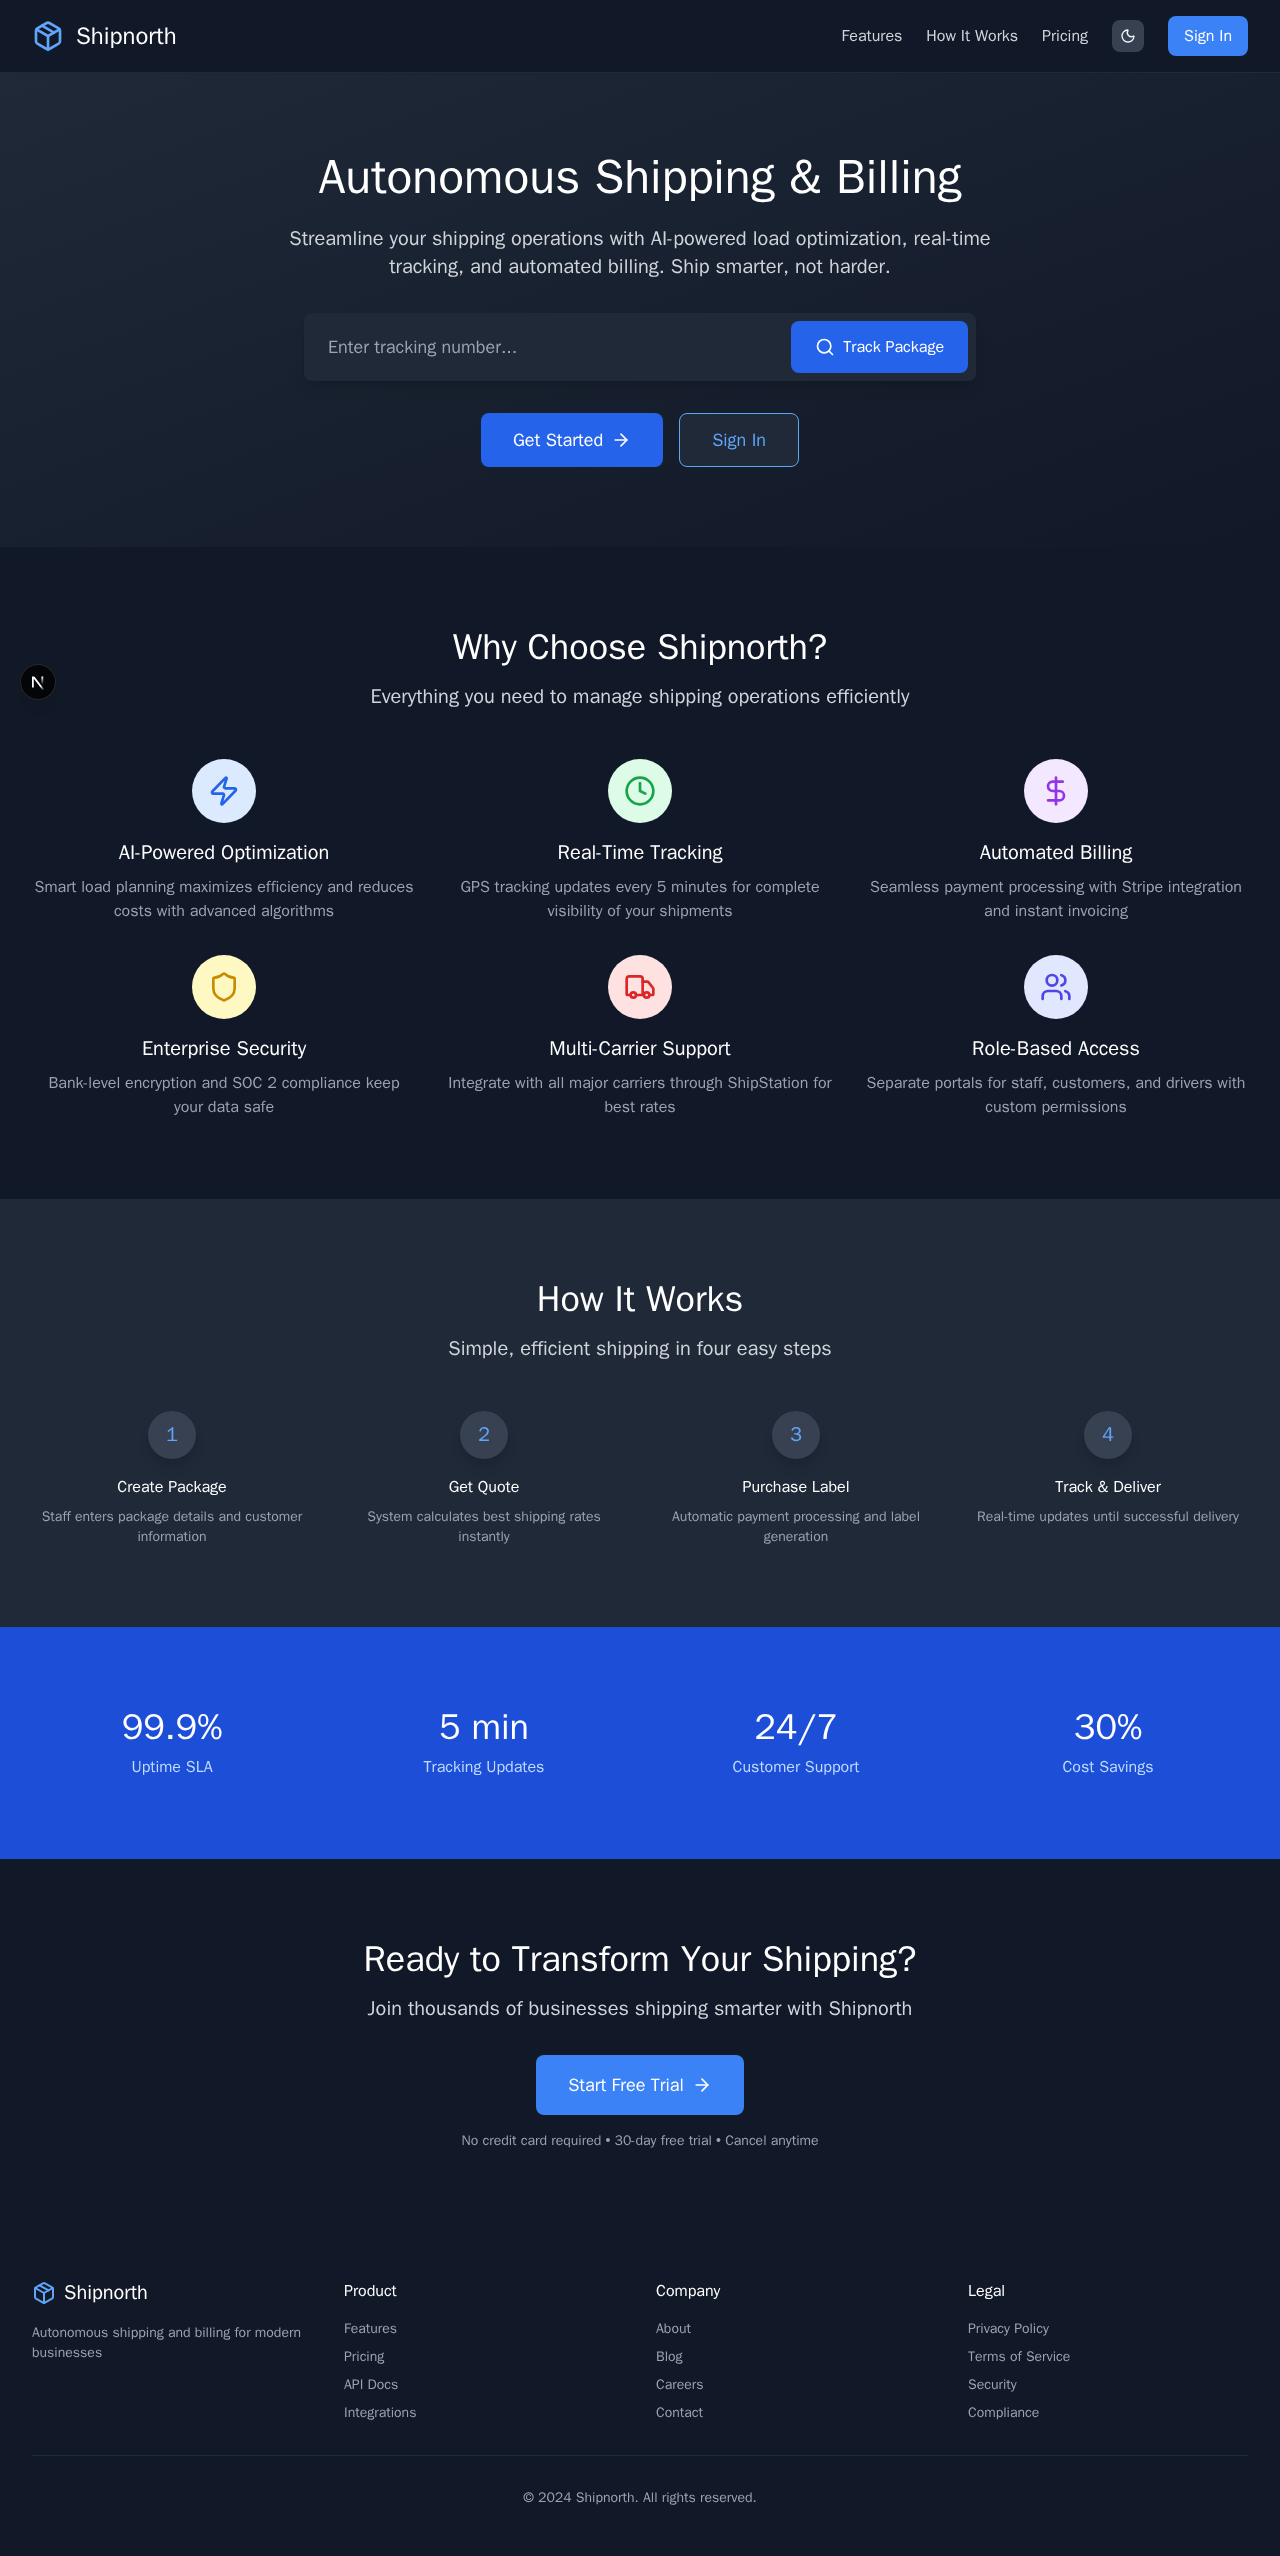 Shipnorth
Features
How It Works
Pricing
Sign In
Autonomous Shipping & Billing
Streamline your shipping operations with AI-powered load optimization, real-time
tracking, and automated billing. Ship smarter, not harder.
Enter tracking number...
Track Package
Get Started
Sign In
Why Choose Shipnorth?
Everything you need to manage shipping operations efficiently
N
AI-Powered Optimization
Smart load planning maximizes efficiency and reduces
costs with advanced algorithms
Real-Time Tracking
GPS tracking updates every 5 minutes for complete
visibility of your shipments
Automated Billing
Seamless payment processing with Stripe integration
and instant invoicing
Enterprise Security
Bank-level encryption and SOC 2 compliance keep
your data safe
Multi-Carrier Support
Integrate with all major carriers through ShipStation for
best rates
Role-Based Access
Separate portals for staff, customers, and drivers with
custom permissions
How It Works
Simple, efficient shipping in four easy steps
1
Create Package
Staff enters package details and customer
information
2
Get Quote
System calculates best shipping rates
instantly
3
Purchase Label
Automatic payment processing and label
generation
4
Track & Deliver
Real-time updates until successful delivery
99.9%
Uptime SLA
5 min
Tracking Updates
24/7
Customer Support
30%
Cost Savings
Ready to Transform Your Shipping?
Join thousands of businesses shipping smarter with Shipnorth
Start Free Trial
No credit card required • 30-day free trial • Cancel anytime
Shipnorth
Autonomous shipping and billing for modern
businesses
Product
Features
Pricing
API Docs
Integrations
Company
About
Blog
Careers
Contact
Legal
Privacy Policy
Terms of Service
Security
Compliance
© 2024 Shipnorth. All rights reserved.